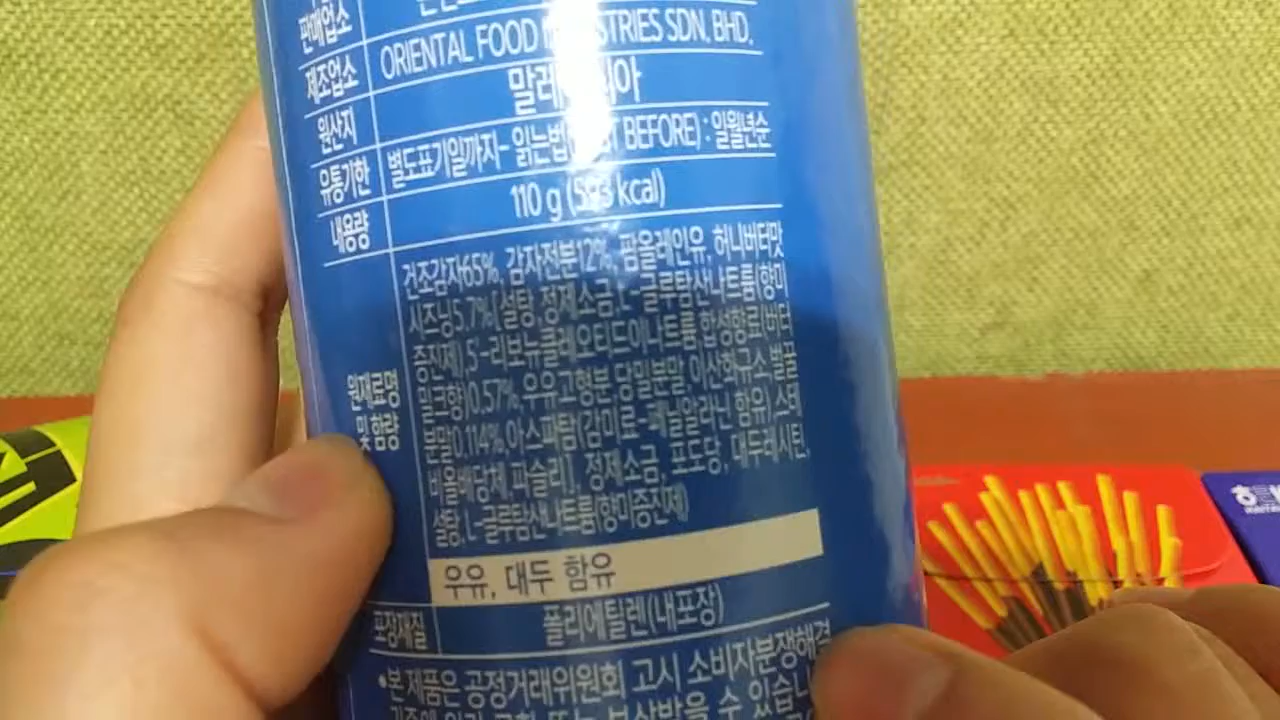 판매업소
제조업소 ORIENTAL FOOD SDN. BHD.
원산지
유통기한 별도표기일까지- 읽는법 BEFORE) : 일월년순
내용량 110 g kcal)
원재료명 및 함량
건조감자65%, 감자전분12%, 팜올레인유, 허니버터맛
시즈닝5.7%[설탕,정제소금,L-글루탐산나트륨(향미
증진제),5'-리보뉴클레오티드이나트륨,합성향료(버터
밀크향)0.57%,우유고형분,당밀분말,이산화규소,벌꿀
분말0.114%,아스파탐(감미료-페닐알라닌 함유),스테
비올배당체,파슬리], 정제소금, 포도당, 대두레시틴,
설탕,L-글루탐산나트륨(향미증진제)
우유, 대두 함유
포장재질 폴리에틸렌(내포장)
•본 제품은 공정거래위원회 고시 소비자분쟁해결
또는 보상받을 수 있습니